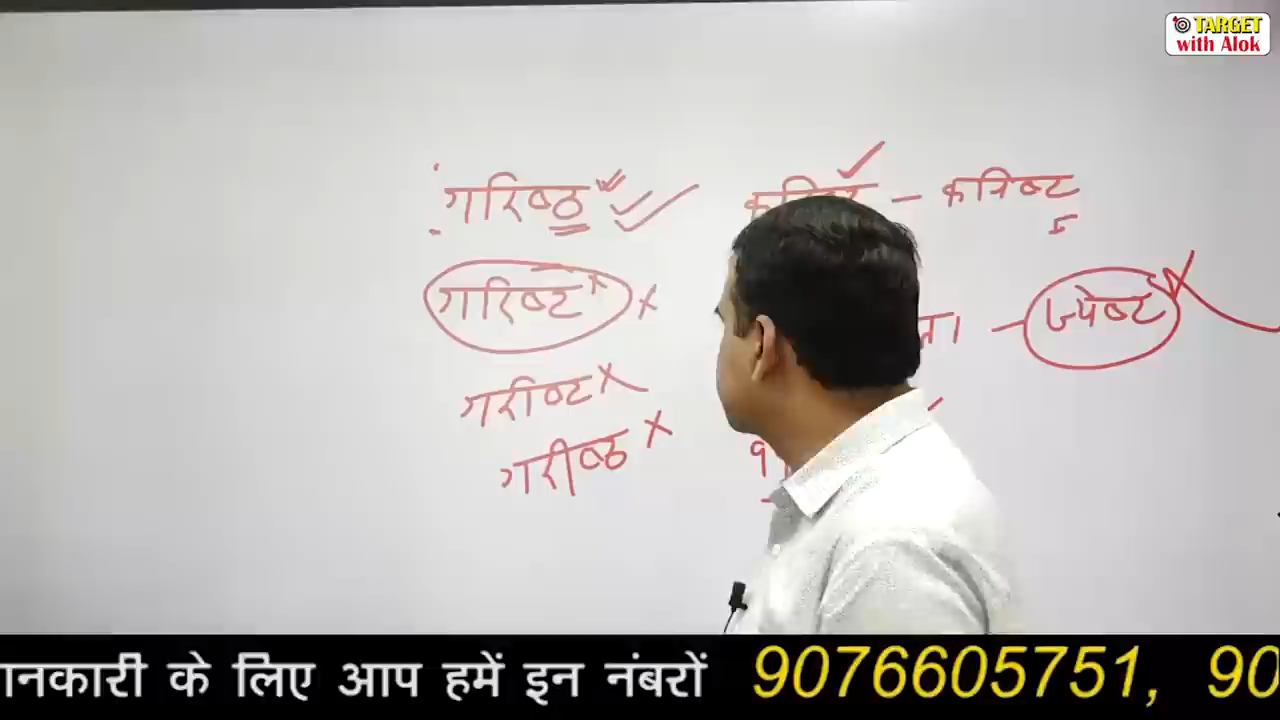 TARGET
with Alok
गरिष्ठ – कनिष्ट
गरिष्ट
– ज्येष्ट
गरीष्ट
गरीष्ठ
ानकारी के लिए आप हमें इन नंबरों 9076605751, 90